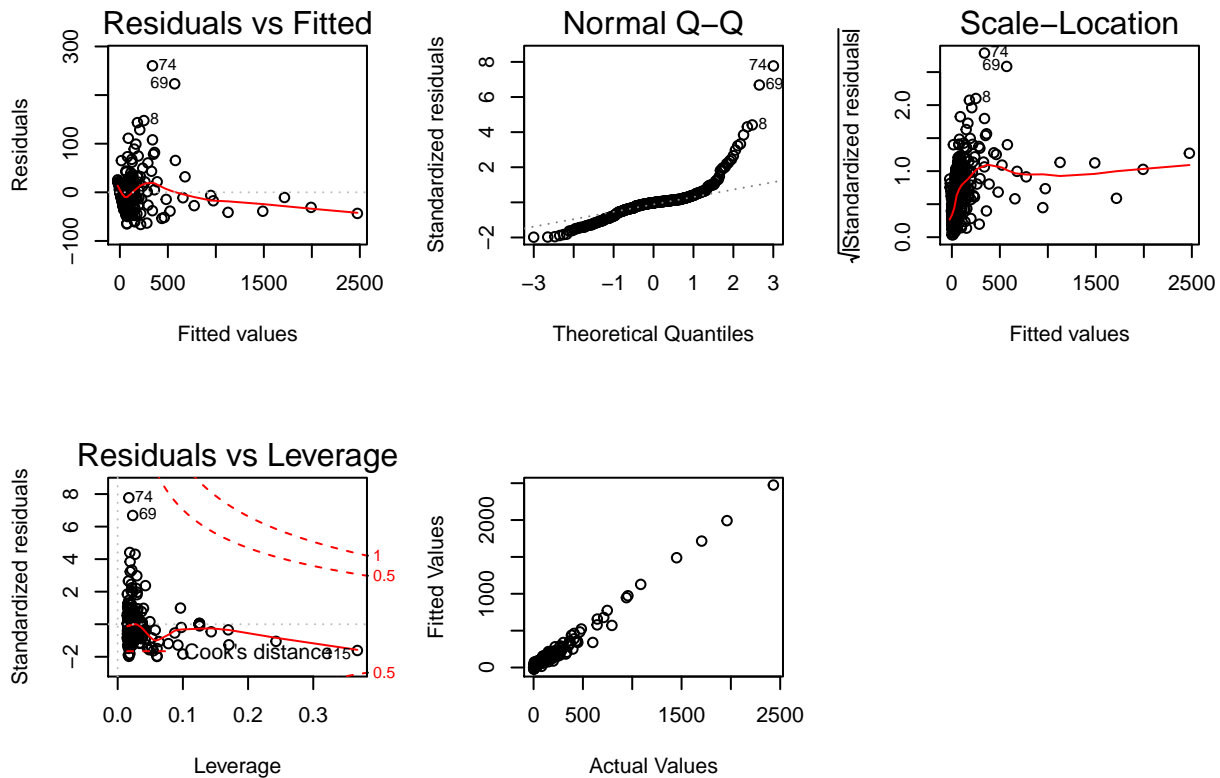 Residuals vs Fitted
Residuals
−100 0 100 300
74
69
8
0 500 1500 2500
Fitted values
Normal Q−Q
Standardized residuals
−2 0 2 4 6 8
74
69
8
−3 −2 −1 0 1 2 3
Theoretical Quantiles
Scale−Location
√|Standardized residuals|
0.0 1.0 2.0
74
69
8
0 500 1500 2500
Fitted values
Residuals vs Leverage
Standardized residuals
−2 0 2 4 6 8
74
69
1
0.5
Cook's distance
415
0.5
0.0 0.1 0.2 0.3
Leverage
Fitted Values
0 1000 2000
0 500 1500 2500
Actual Values